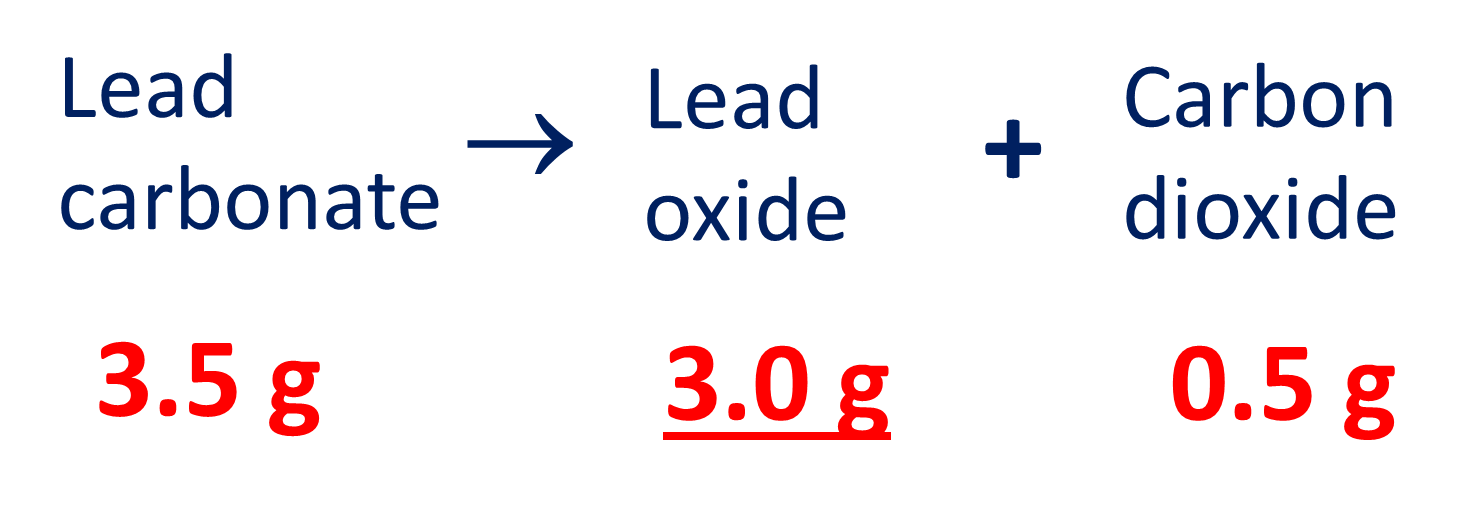 Lead carbonate → Lead oxide + Carbon dioxide
3.5 g 3.0 g 0.5 g